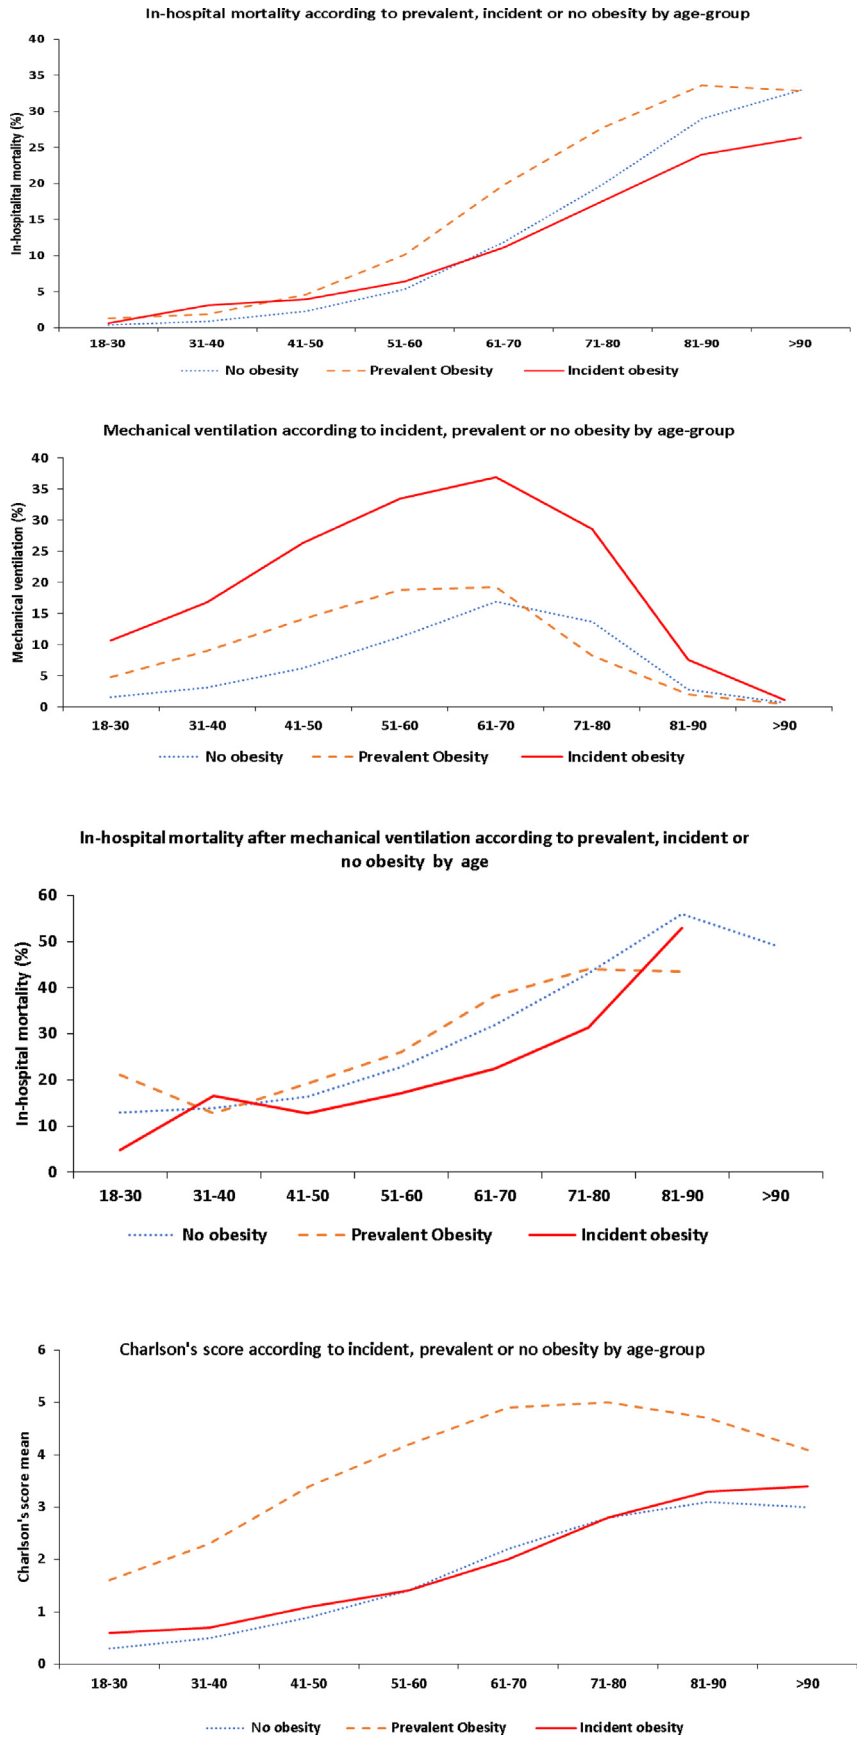 In-hospital mortality according to prevalent, incident or no obesity by age-group
40
35
30
25
20
15
10
5
0
In-hospitalital mortality (%)
18-30 31-40 41-50 51-60 61-70 71-80 81-90 >90
No obesity Prevalent Obesity Incident obesity
Mechanical ventilation according to incident, prevalent or no obesity by age-group
40
35
30
25
20
15
10
5
0
Mechanical ventilation (%)
18-30 31-40 41-50 51-60 61-70 71-80 81-90 >90
No obesity Prevalent Obesity Incident obesity
In-hospital mortality after mechanical ventilation according to prevalent, incident or
no obesity by age
60
50
40
30
20
10
0
In-hospital mortality (%)
18-30 31-40 41-50 51-60 61-70 71-80 81-90 >90
No obesity Prevalent Obesity Incident obesity
Charlson's score according to incident, prevalent or no obesity by age-group
6
5
4
3
2
1
0
Charlson's score mean
18-30 31-40 41-50 51-60 61-70 71-80 81-90 >90
No obesity Prevalent Obesity Incident obesity